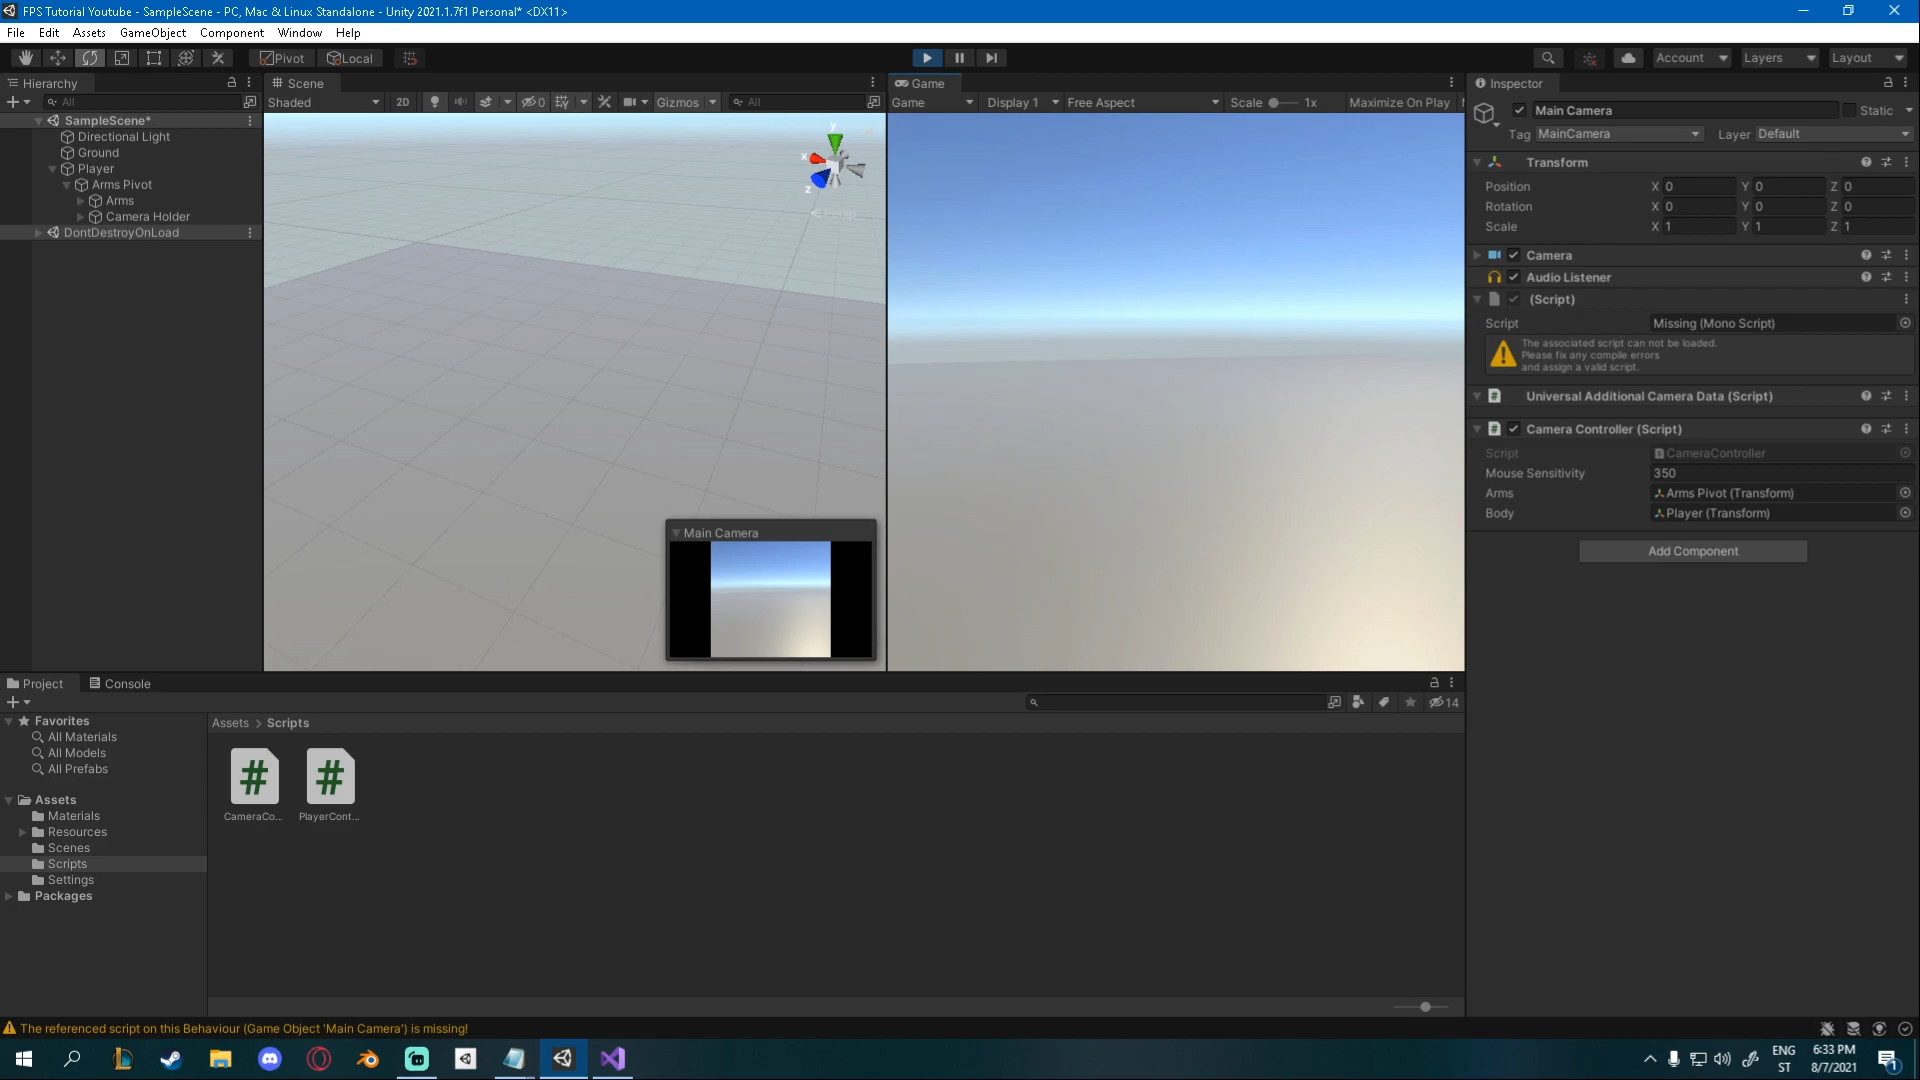 FPS Tutorial Youtube - SampleScene - PC, Mac & Linux Standalone - Unity 2021.1.7f1 Personal* <DX11>
File Edit Assets GameObject Component Window Help
Pivot Local Account Layers Layout
Hierarchy
All
SampleScene*
Directional Light
Ground
Player
Arms Pivot
Arms
Camera Holder
DontDestroyOnLoad
Scene
Shaded 2D 0 Gizmos All
y
x
z
Persp
Main Camera
Game
Game Display 1 Free Aspect Scale 1x Maximize On Play
Inspector
Main Camera Static
Tag MainCamera Layer Default
Transform
Position X 0 Y 0 Z 0
Rotation X 0 Y 0 Z 0
Scale X 1 Y 1 Z 1
Camera
Audio Listener
(Script)
Script Missing (Mono Script)
The associated script can not be loaded.
Please fix any compile errors
and assign a valid script.
Universal Additional Camera Data (Script)
Camera Controller (Script)
Script CameraController
Mouse Sensitivity 350
Arms Arms Pivot (Transform)
Body Player (Transform)
Add Component
Project Console
14
Favorites
All Materials
All Models
All Prefabs
Assets
Materials
Resources
Scenes
Scripts
Settings
Packages
Assets > Scripts
#
CameraCo...
#
PlayerCont...
The referenced script on this Behaviour (Game Object 'Main Camera') is missing!
ENG
ST
6:33 PM
8/7/2021
1